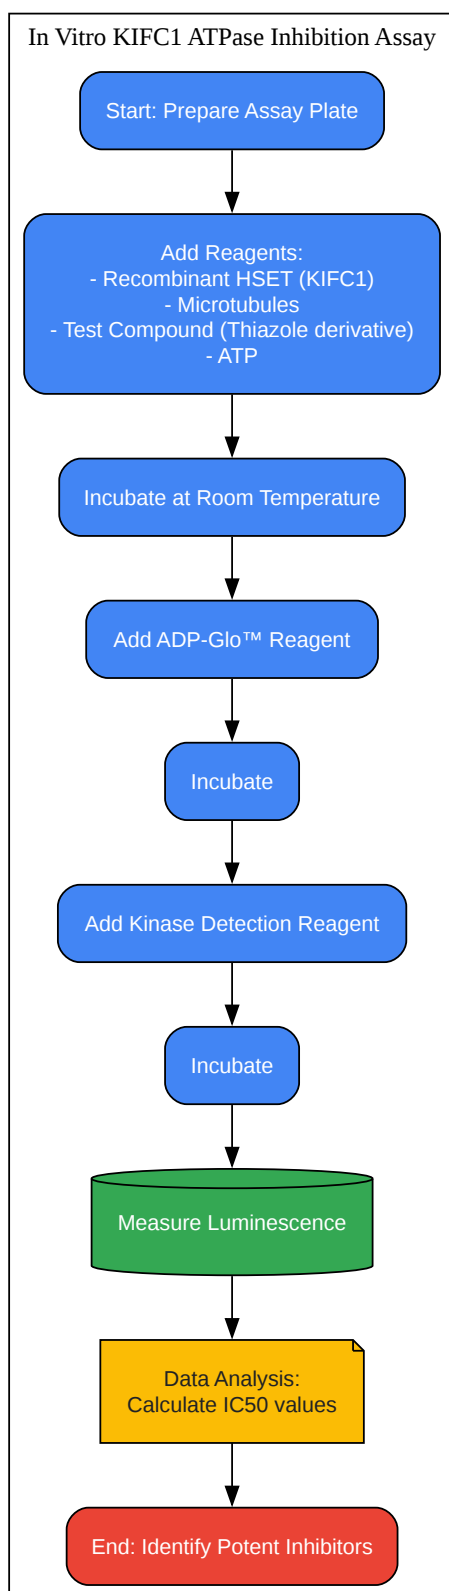 In Vitro KIFC1 ATPase Inhibition Assay
Start: Prepare Assay Plate
Add Reagents:
- Recombinant HSET (KIFC1)
- Microtubules
- Test Compound (Thiazole derivative)
- ATP
Incubate at Room Temperature
Add ADP-Glo™ Reagent
Incubate
Add Kinase Detection Reagent
Incubate
Measure Luminescence
Data Analysis:
Calculate IC50 values
End: Identify Potent Inhibitors